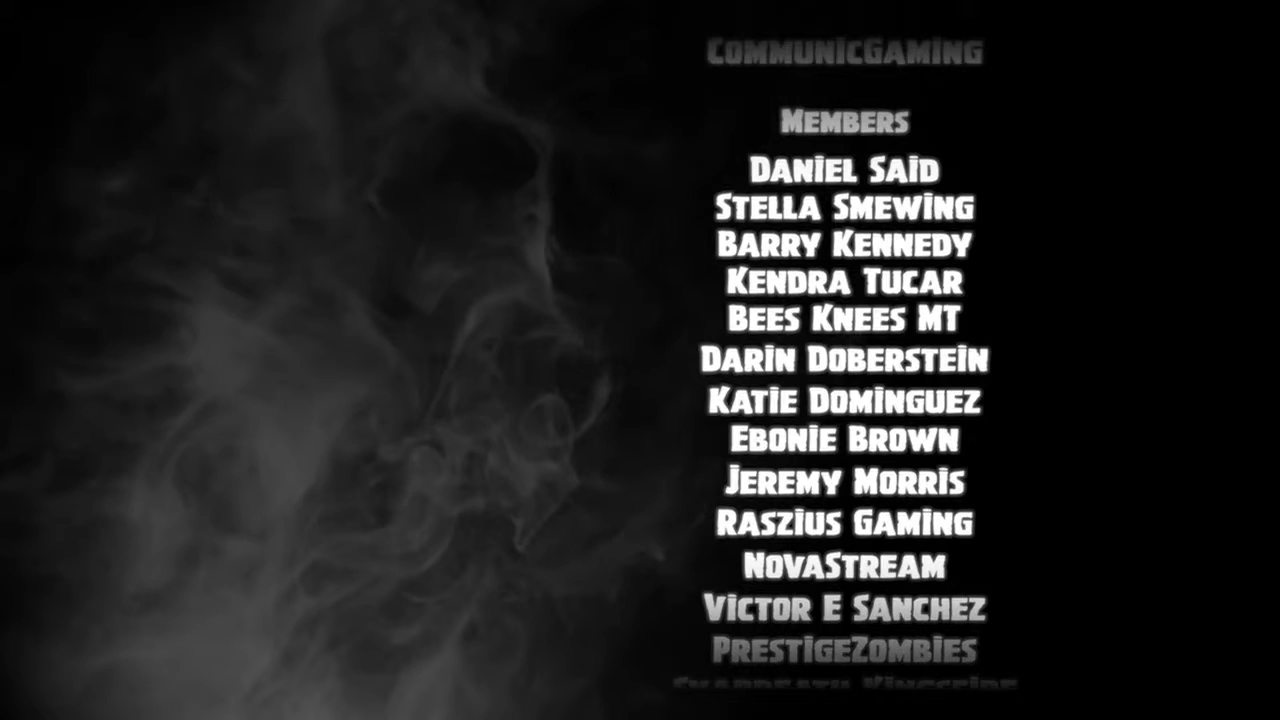 CommunicGaming
Members
Daniel Said
Stella Smewing
Barry Kennedy
Kendra Tucar
Bees Knees MT
Darin Doberstein
Katie Dominguez
Ebonie Brown
Jeremy Morris
Raszius Gaming
NovaStream
Victor E Sanchez
PrestigeZombies